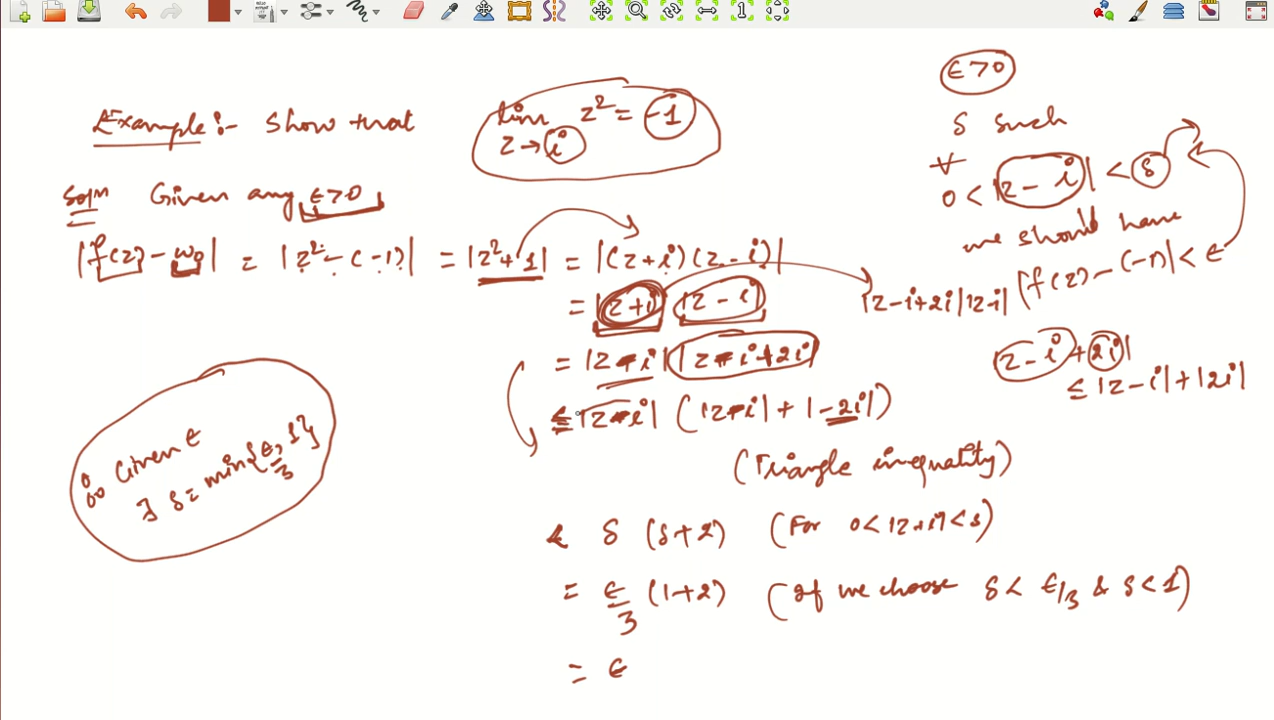 Example :- Show that lim z² = -1
z → i
Soln Given any ε>0
|f(z) - w₀| = |z² - (-1)| = |z² + 1| = |(z+i)(z-i)|
= |z+i| |z-i|
= |z-i| |z-i+2i|
≤ |z-i| (|z-i| + |-2i|)
(Triangle inequality)
< δ (δ+2) (For 0<|z+i|<δ)
= ε/3 (1+2) (If we choose δ< ε/3 & δ<1)
= ε
∴ Given ε
∃ δ = min{ε/3, 1}
ε>0
δ such
∀
0 < |z - i| < δ
we should have
|f(z) - (-1)| < ε
|z-i+2i| |z-i|
z-i+2i|
≤ |z-i| + |2i|